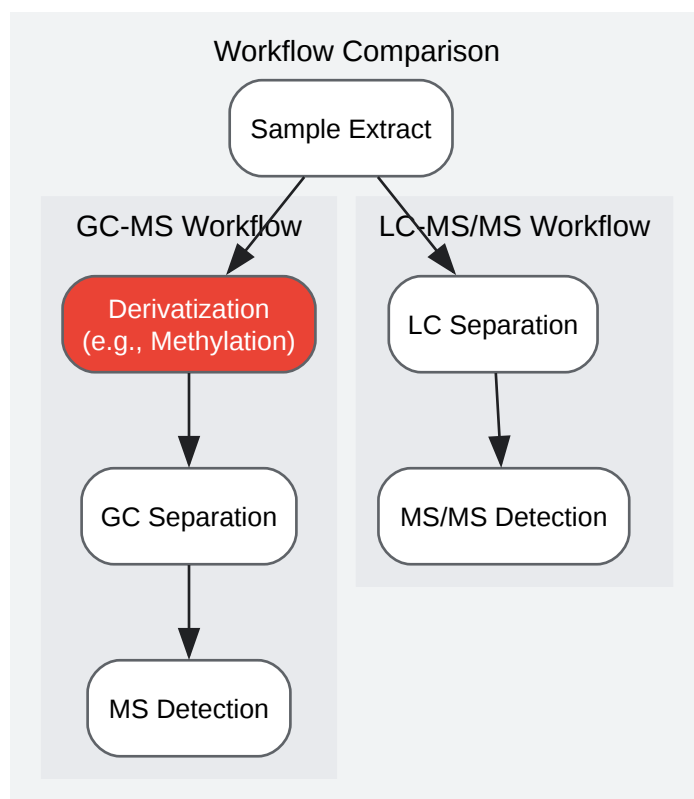 Workflow Comparison
Sample Extract
GC-MS Workflow
LC-MS/MS Workflow
Derivatization
(e.g., Methylation)
LC Separation
GC Separation
MS/MS Detection
MS Detection